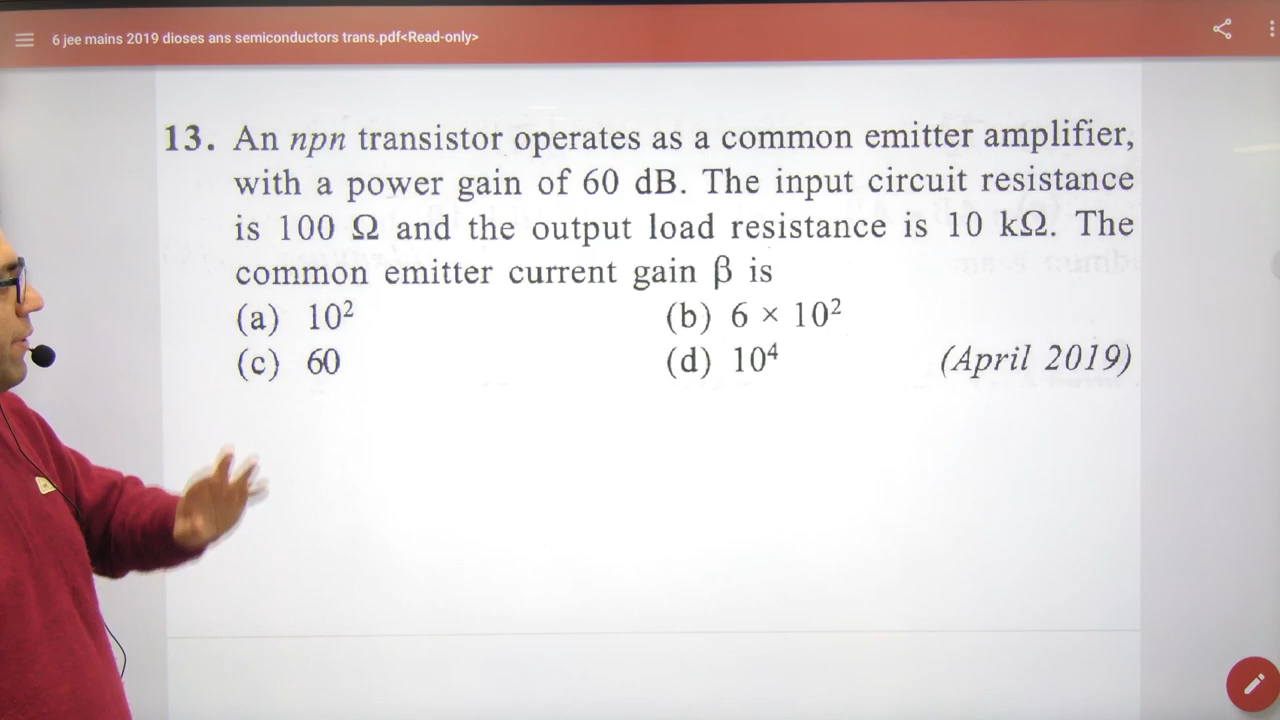 6 jee mains 2019 dioses ans semiconductors trans.pdf<Read-only>
13. An npn transistor operates as a common emitter amplifier,
with a power gain of 60 dB. The input circuit resistance
is 100 Ω and the output load resistance is 10 kΩ. The
common emitter current gain β is
(a) 10² (b) 6 × 10²
(c) 60 (d) 10⁴ (April 2019)